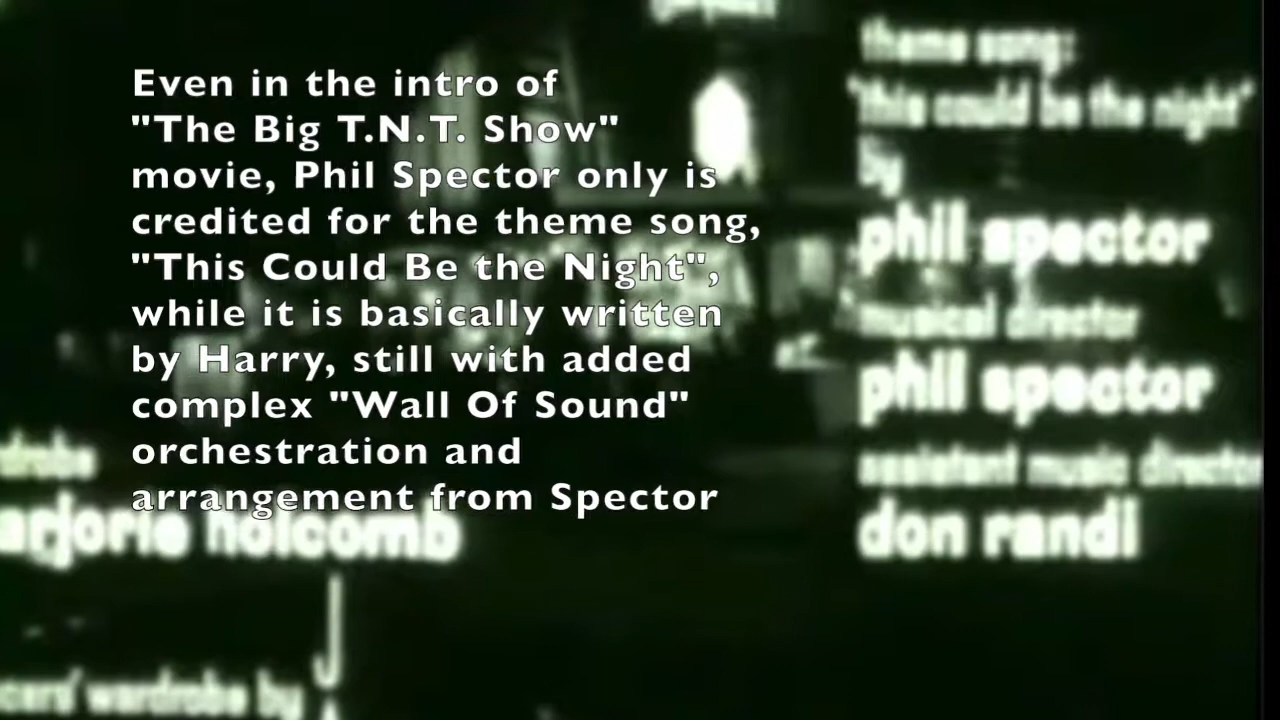 Even in the intro of
"The Big T.N.T. Show"
movie, Phil Spector only is
credited for the theme song,
"This Could Be the Night",
while it is basically written
by Harry, still with added
complex "Wall Of Sound"
orchestration and
arrangement from Spector
theme song:
"this could be the night"
by
phil spector
musical director
phil spector
assistant music director
don randi
holcomb
wardrobe by